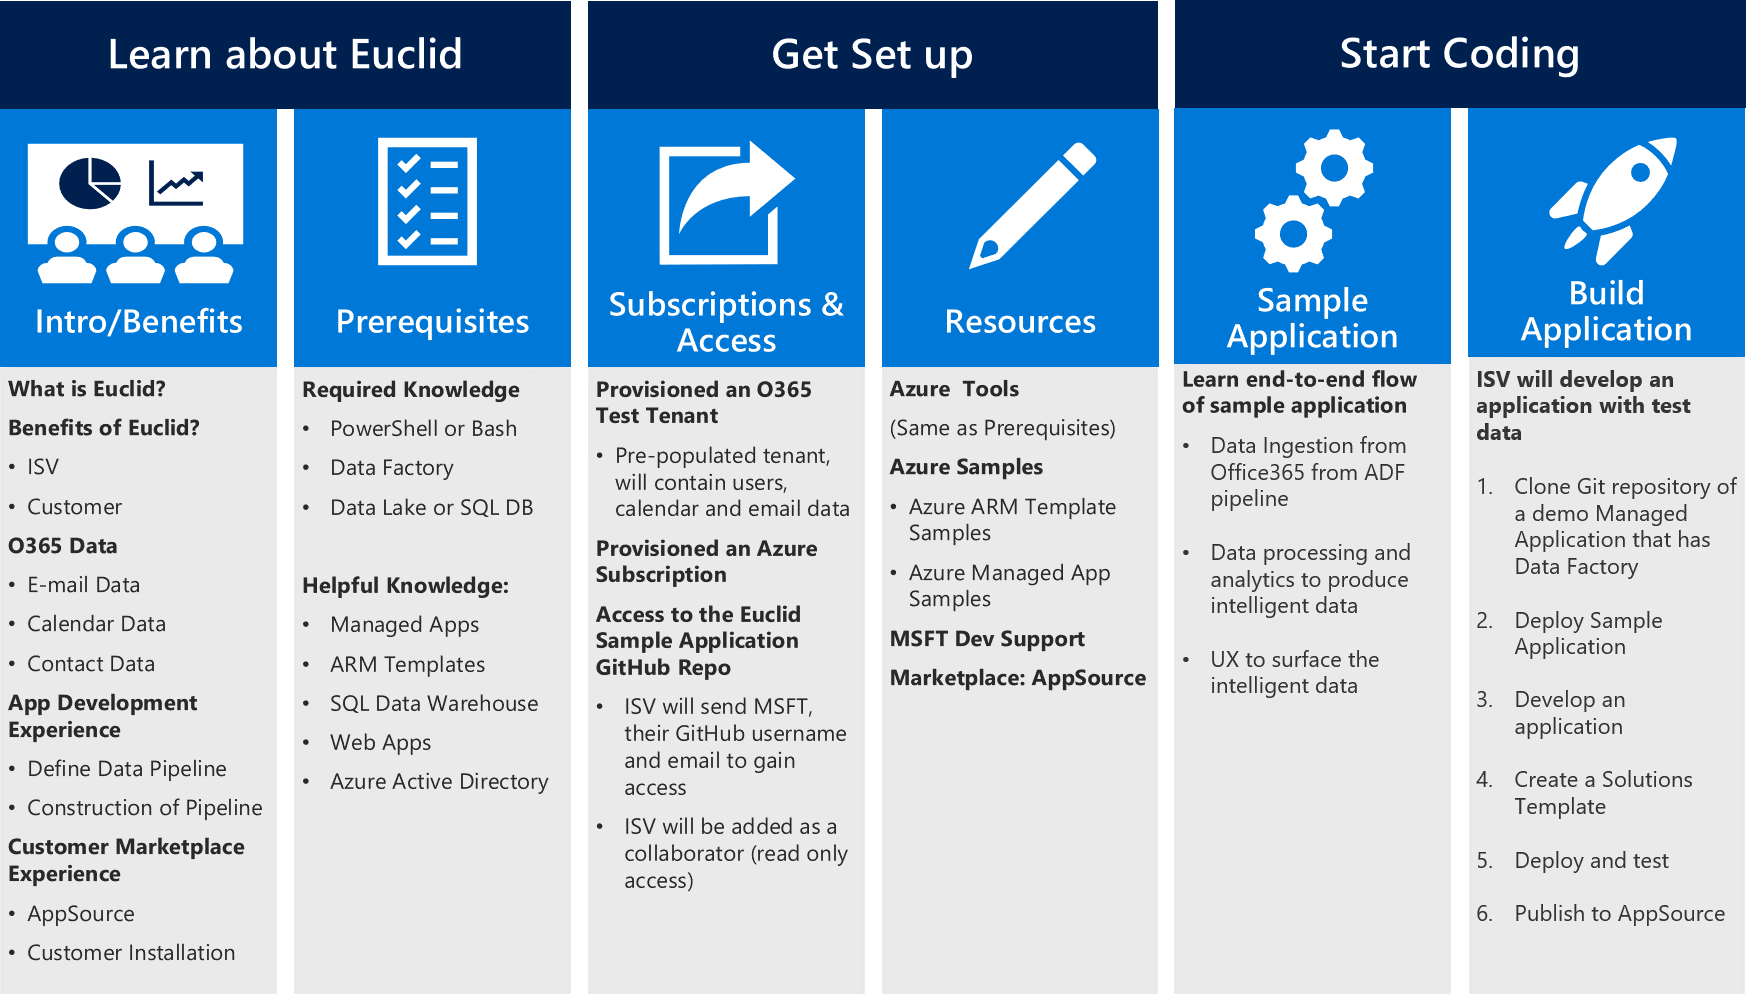 Learn about Euclid
Intro/Benefits
What is Euclid?
Benefits of Euclid?
• ISV
• Customer
O365 Data
• E-mail Data
• Calendar Data
• Contact Data
App Development
Experience
• Define Data Pipeline
• Construction of Pipeline
Customer Marketplace
Experience
• AppSource
• Customer Installation
Prerequisites
Required Knowledge
• PowerShell or Bash
• Data Factory
• Data Lake or SQL DB
Helpful Knowledge:
• Managed Apps
• ARM Templates
• SQL Data Warehouse
• Web Apps
• Azure Active Directory
Get Set up
Subscriptions &
Access
Provisioned an O365
Test Tenant
• Pre-populated tenant,
will contain users,
calendar and email data
Provisioned an Azure
Subscription
Access to the Euclid
Sample Application
GitHub Repo
• ISV will send MSFT,
their GitHub username
and email to gain
access
• ISV will be added as a
collaborator (read only
access)
Resources
Azure Tools
(Same as Prerequisites)
Azure Samples
• Azure ARM Template
Samples
• Azure Managed App
Samples
MSFT Dev Support
Marketplace: AppSource
Start Coding
Sample
Application
Learn end-to-end flow
of sample application
• Data Ingestion from
Office365 from ADF
pipeline
• Data processing and
analytics to produce
intelligent data
• UX to surface the
intelligent data
Build
Application
ISV will develop an
application with test
data
1. Clone Git repository of
a demo Managed
Application that has
Data Factory
2. Deploy Sample
Application
3. Develop an
application
4. Create a Solutions
Template
5. Deploy and test
6. Publish to AppSource